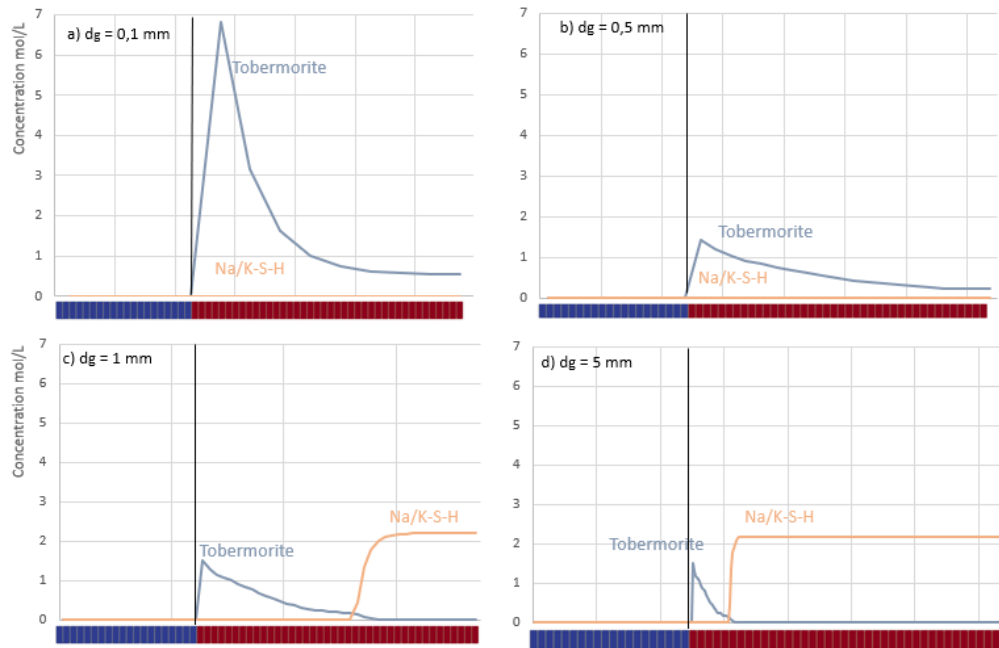 a) dg = 0,1 mm
Concentration mol/L
7
6
5
4
3
2
1
0
Tobermorite
Na/K-S-H
b) dg = 0,5 mm
7
6
5
4
3
2
1
0
Tobermorite
Na/K-S-H
c) dg = 1 mm
Concentration mol/L
7
6
5
4
3
2
1
0
Tobermorite
Na/K-S-H
d) dg = 5 mm
7
6
5
4
3
2
1
0
Tobermorite
Na/K-S-H